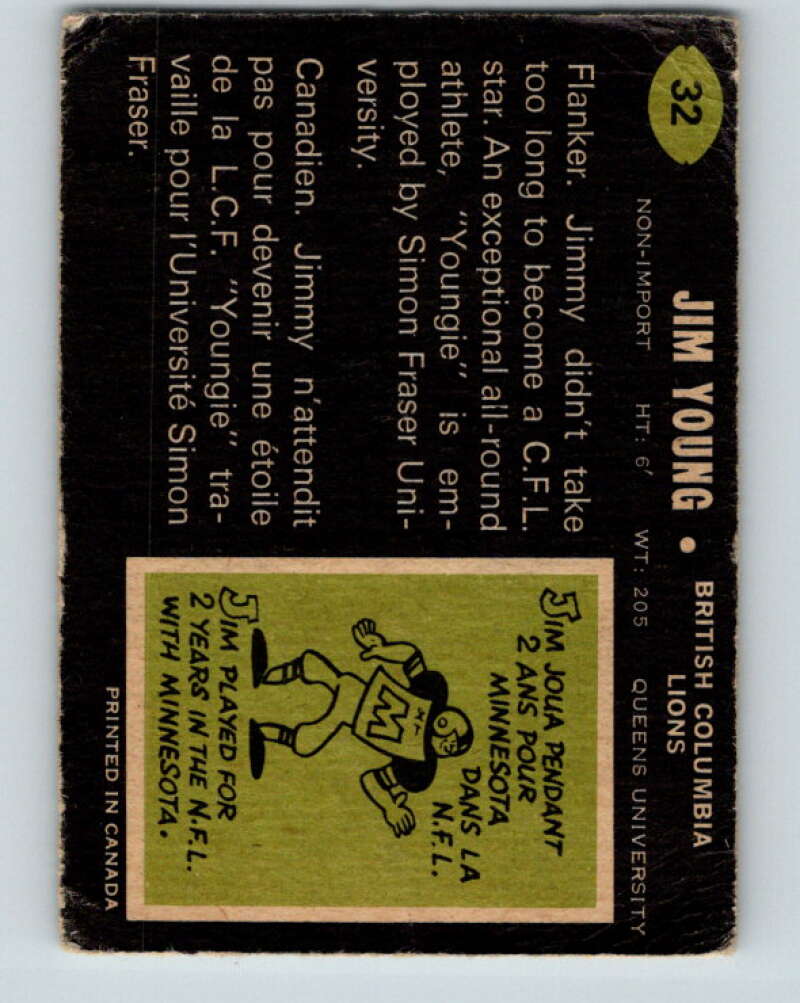 32
JIM YOUNG • BRITISH COLUMBIA
LIONS
NON-IMPORT HT: 6' WT: 205 QUEENS UNIVERSITY
Flanker. Jimmy didn't take
too long to become a C.F.L.
star. An exceptional all-round
athlete, "Youngie" is em-
ployed by Simon Fraser Uni-
versity.
Canadien. Jimmy n'attendit
pas pour devenir une étoile
de la L.C.F. "Youngie" tra-
vaille pour l'Université Simon
Fraser.
JIM JOUA PENDANT
2 ANS POUR
MINNESOTA
DANS LA
N.F.L.
M
JIM PLAYED FOR
2 YEARS IN THE N.F.L.
WITH MINNESOTA.
PRINTED IN CANADA